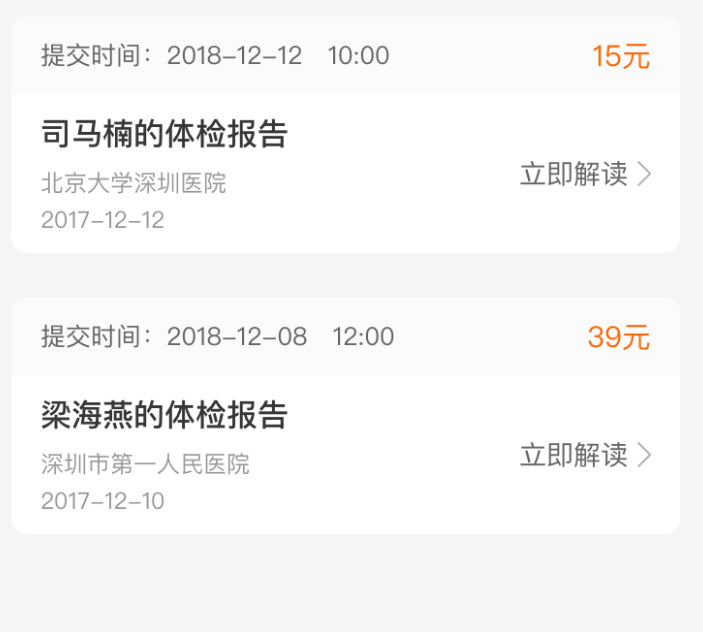 提交时间：2018-12-12 10:00 15元
司马楠的体检报告
北京大学深圳医院
立即解读
2017-12-12
提交时间：2018-12-08 12:00 39元
梁海燕的体检报告
深圳市第一人民医院
立即解读
2017-12-10